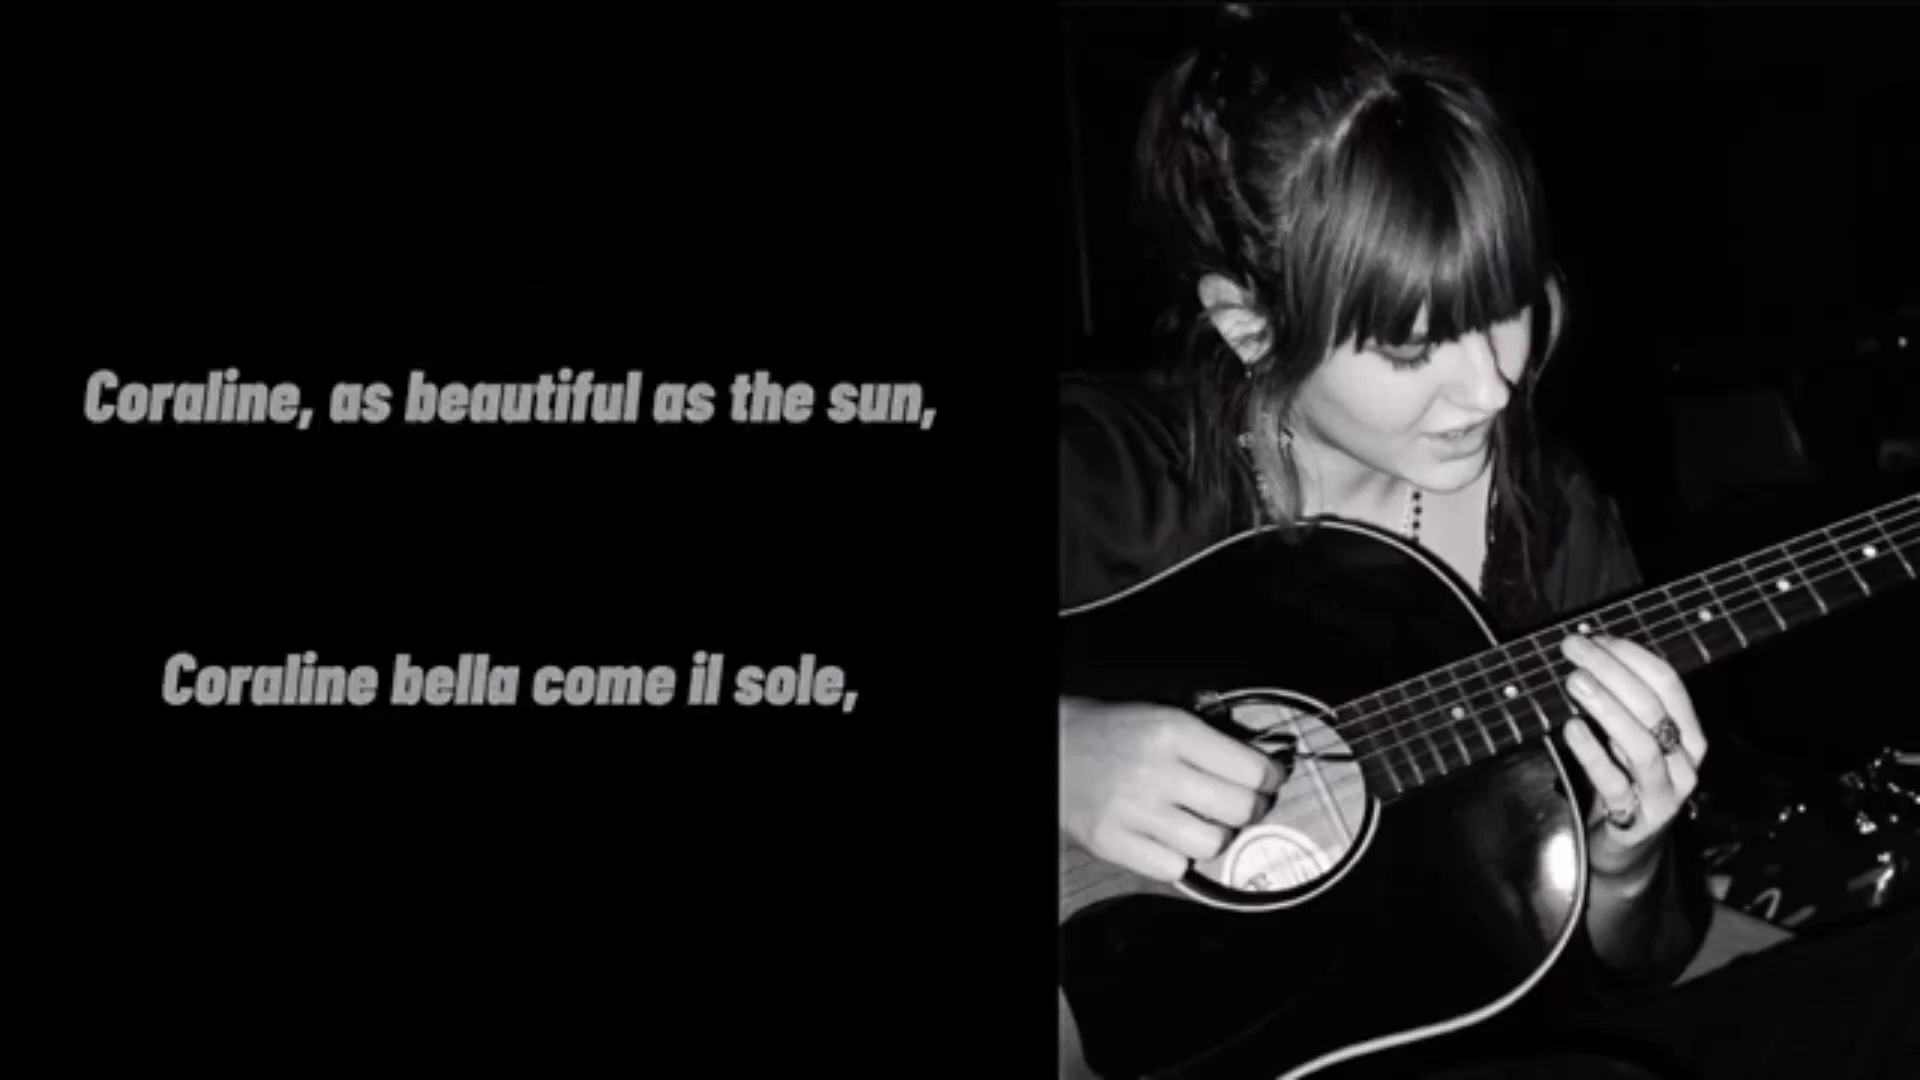 Coraline, as beautiful as the sun,
Coraline bella come il sole,